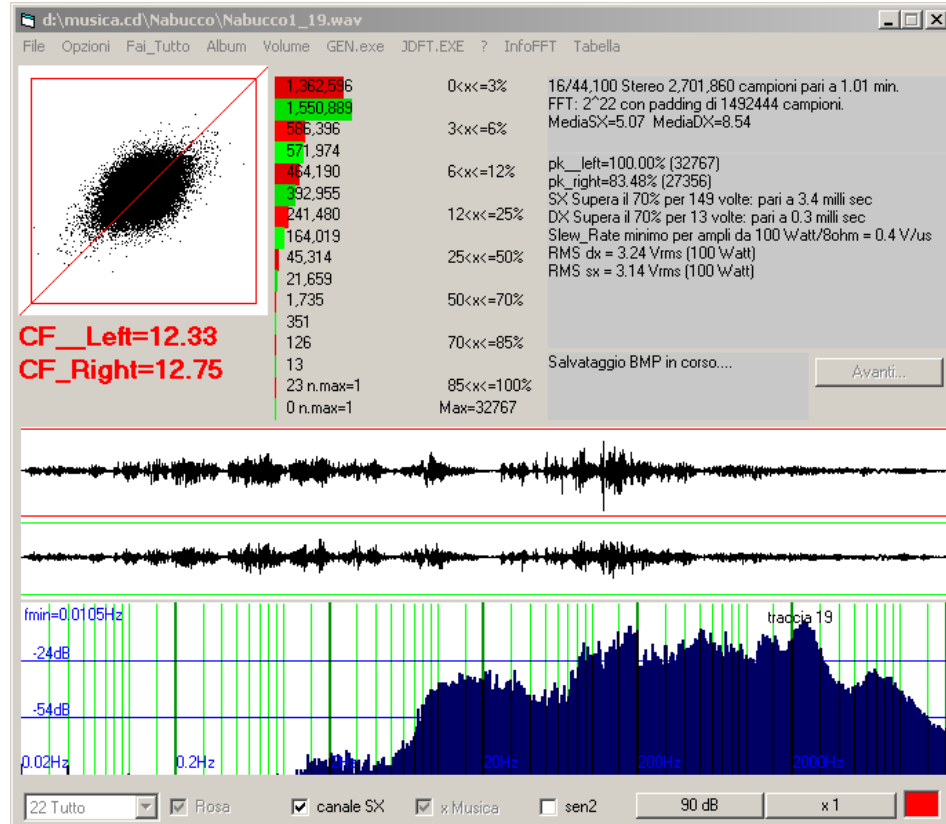 d:\musica.cd\Nabucco\Nabucco1_19.wav
File Opzioni Fai_Tutto Album Volume GEN.exe JDFT.EXE ? InfoFFT Tabella
1,362,596 0<x<=3%
1,550,889
586,396 3<x<=6%
571,974
464,190 6<x<=12%
392,955
241,480 12<x<=25%
164,019
45,314 25<x<=50%
21,659
1,735 50<x<=70%
351
126 70<x<=85%
13
23 n.max=1 85<x<=100%
0 n.max=1 Max=32767
16/44,100 Stereo 2,701,860 campioni pari a 1.01 min.
FFT: 2^22 con padding di 1492444 campioni.
MediaSX=5.07 MediaDX=8.54
pk__left=100.00% (32767)
pk_right=83.48% (27356)
SX Supera il 70% per 149 volte: pari a 3.4 milli sec
DX Supera il 70% per 13 volte: pari a 0.3 milli sec
Slew_Rate minimo per ampli da 100 Watt/8ohm = 0.4 V/us
RMS dx = 3.24 Vrms (100 Watt)
RMS sx = 3.14 Vrms (100 Watt)
CF__Left=12.33
CF_Right=12.75
Salvataggio BMP in corso....
Avanti...
fmin=0.0105Hz
traccia 19
-24dB
-54dB
0.02Hz 0.2Hz 20Hz 200Hz 2000Hz
22 Tutto Rosa canale SX x Musica sen2 90 dB x 1